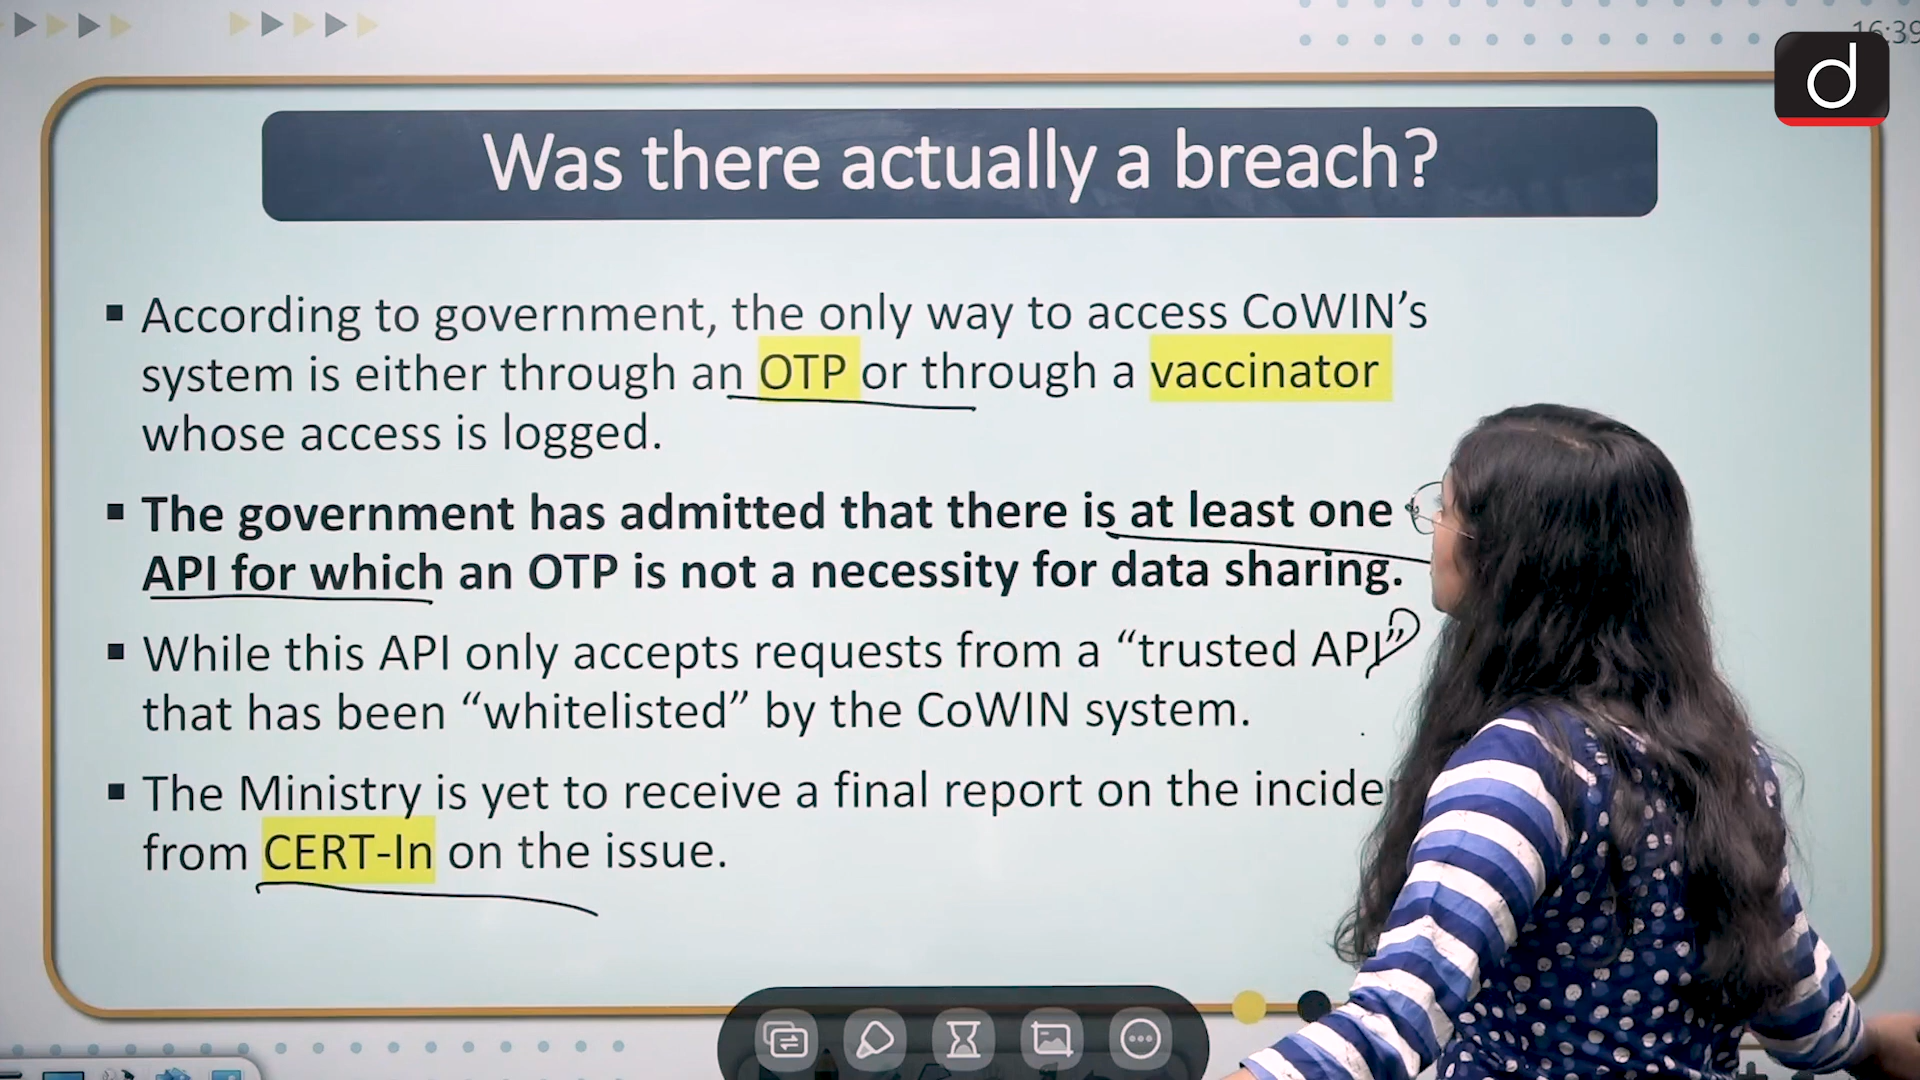 16:39
d
Was there actually a breach?
▪ According to government, the only way to access CoWIN's
system is either through an OTP or through a vaccinator
whose access is logged.
▪ The government has admitted that there is at least one
API for which an OTP is not a necessity for data sharing.
▪ While this API only accepts requests from a “trusted API”
that has been “whitelisted” by the CoWIN system.
▪ The Ministry is yet to receive a final report on the
from CERT-In on the issue.